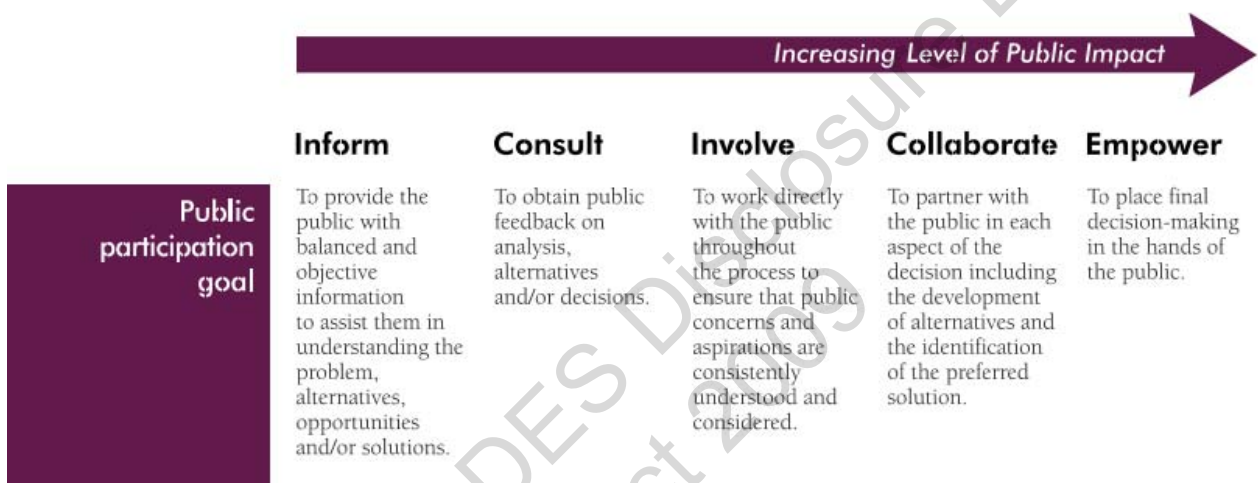 Increasing Level of Public Impact
Inform
Consult
Involve
Collaborate
Empower
Public
participation
goal
To provide the
public with
balanced and
objective
information
to assist them in
understanding the
problem,
alternatives,
opportunities
and/or solutions.
To obtain public
feedback on
analysis,
alternatives
and/or decisions.
To work directly
with the public
throughout
the process to
ensure that public
concerns and
aspirations are
consistently
understood and
considered.
To partner with
the public in each
aspect of the
decision including
the development
of alternatives and
the identification
of the preferred
solution.
To place final
decision-making
in the hands of
the public.
DES Disclosure
2009